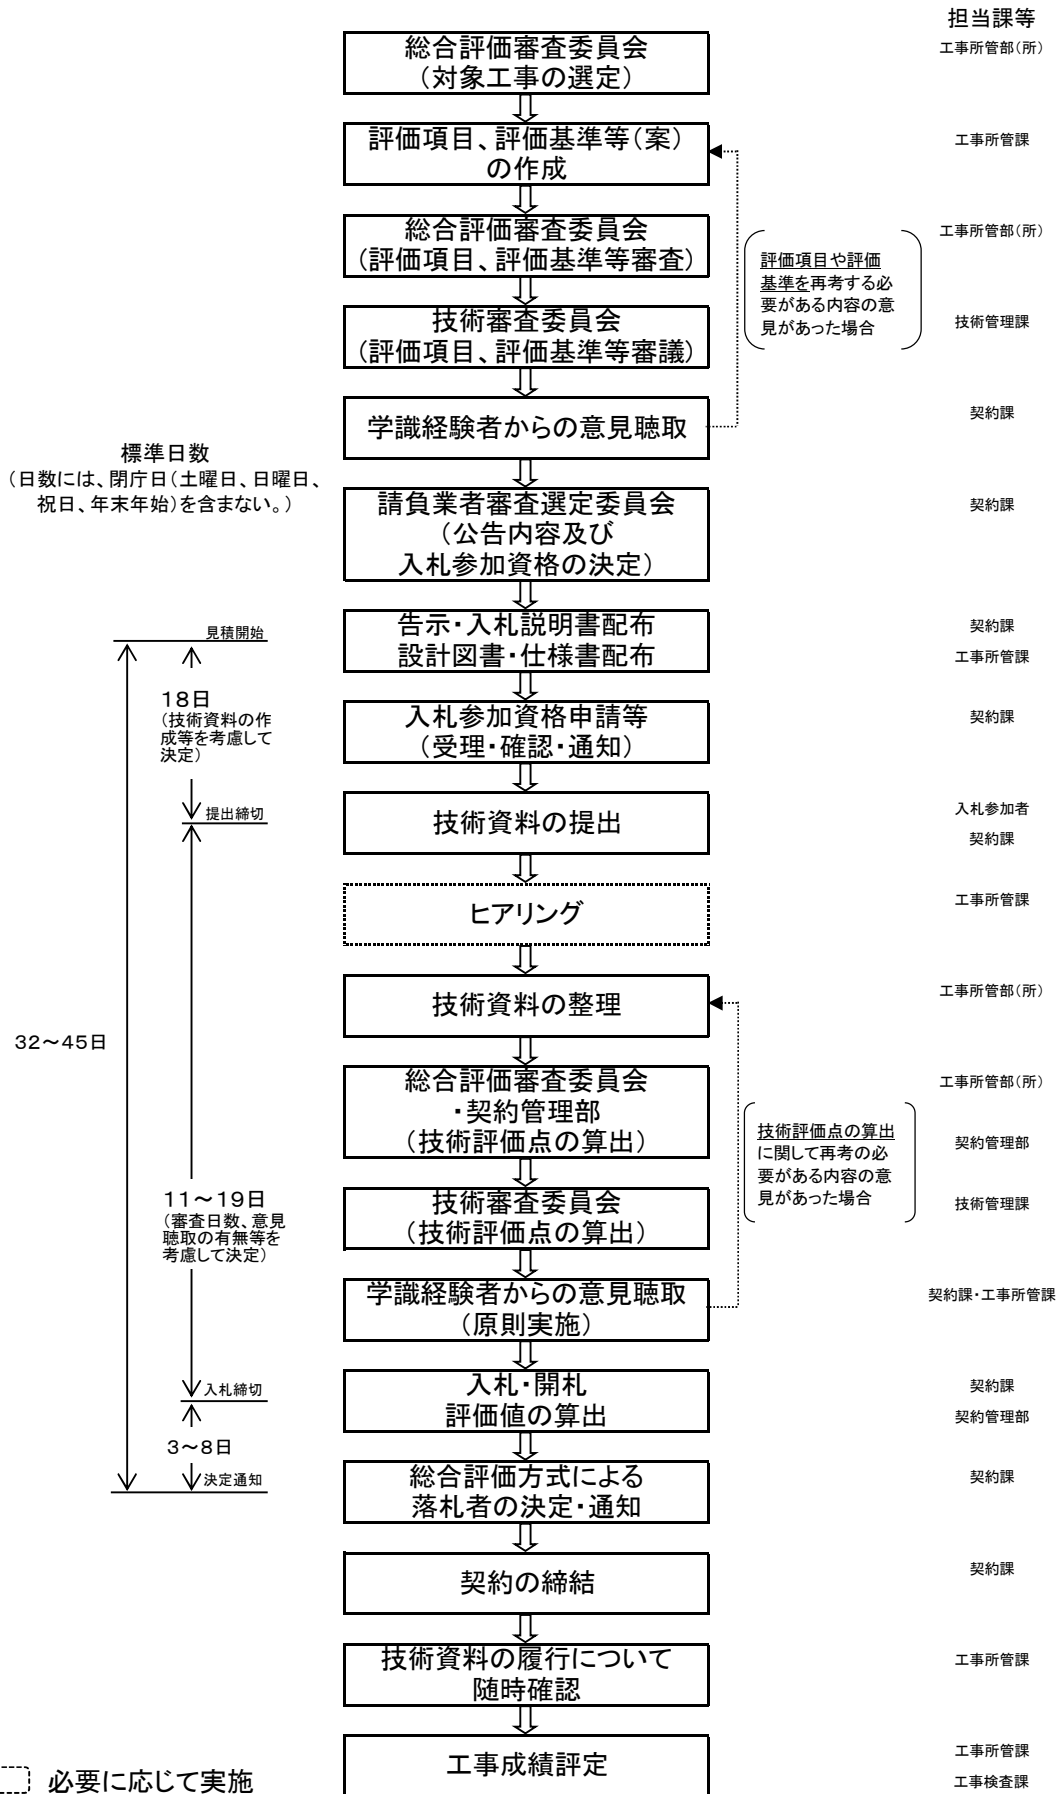 担当課等
総合評価審査委員会
（対象工事の選定）
工事所管部（所）
評価項目、評価基準等（案）
の作成
工事所管課
総合評価審査委員会
（評価項目、評価基準等審査）
工事所管部（所）
評価項目や評価
基準を再考する必
要がある内容の意
見があった場合
技術審査委員会
（評価項目、評価基準等審議）
技術管理課
学識経験者からの意見聴取
契約課
標準日数
（日数には、閉庁日（土曜日、日曜日、
祝日、年末年始）を含まない。）
請負業者審査選定委員会
（公告内容及び
入札参加資格の決定）
契約課
告示・入札説明書配布
設計図書・仕様書配布
契約課
工事所管課
見積開始
18日
（技術資料の作
成等を考慮して
決定）
入札参加資格申請等
（受理・確認・通知）
契約課
提出締切
技術資料の提出
入札参加者
契約課
ヒアリング
工事所管課
技術資料の整理
工事所管部（所）
32～45日
総合評価審査委員会
・契約管理部
（技術評価点の算出）
工事所管部（所）
契約管理部
技術評価点の算出
に関して再考の必
要がある内容の意
見があった場合
11～19日
（審査日数、意見
聴取の有無等を
考慮して決定）
技術審査委員会
（技術評価点の算出）
技術管理課
学識経験者からの意見聴取
（原則実施）
契約課・工事所管課
入札締切
入札・開札
評価値の算出
契約課
契約管理部
3～8日
決定通知
総合評価方式による
落札者の決定・通知
契約課
契約の締結
契約課
技術資料の履行について
随時確認
工事所管課
工事成績評定
工事所管課
工事検査課
必要に応じて実施